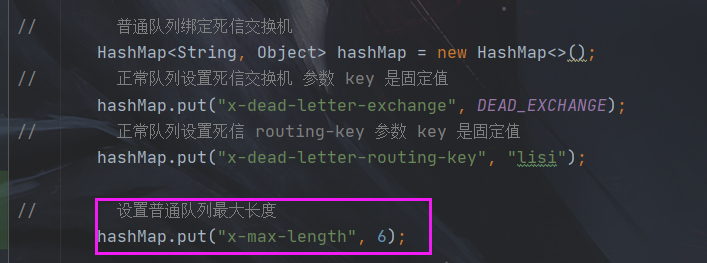 //        普通队列绑定死信交换机
        HashMap<String, Object> hashMap = new HashMap<>();
//        正常队列设置死信交换机 参数 key 是固定值
        hashMap.put("x-dead-letter-exchange", DEAD_EXCHANGE);
//        正常队列设置死信 routing-key 参数 key 是固定值
        hashMap.put("x-dead-letter-routing-key", "lisi");
//        设置普通队列最大长度
        hashMap.put("x-max-length", 6);